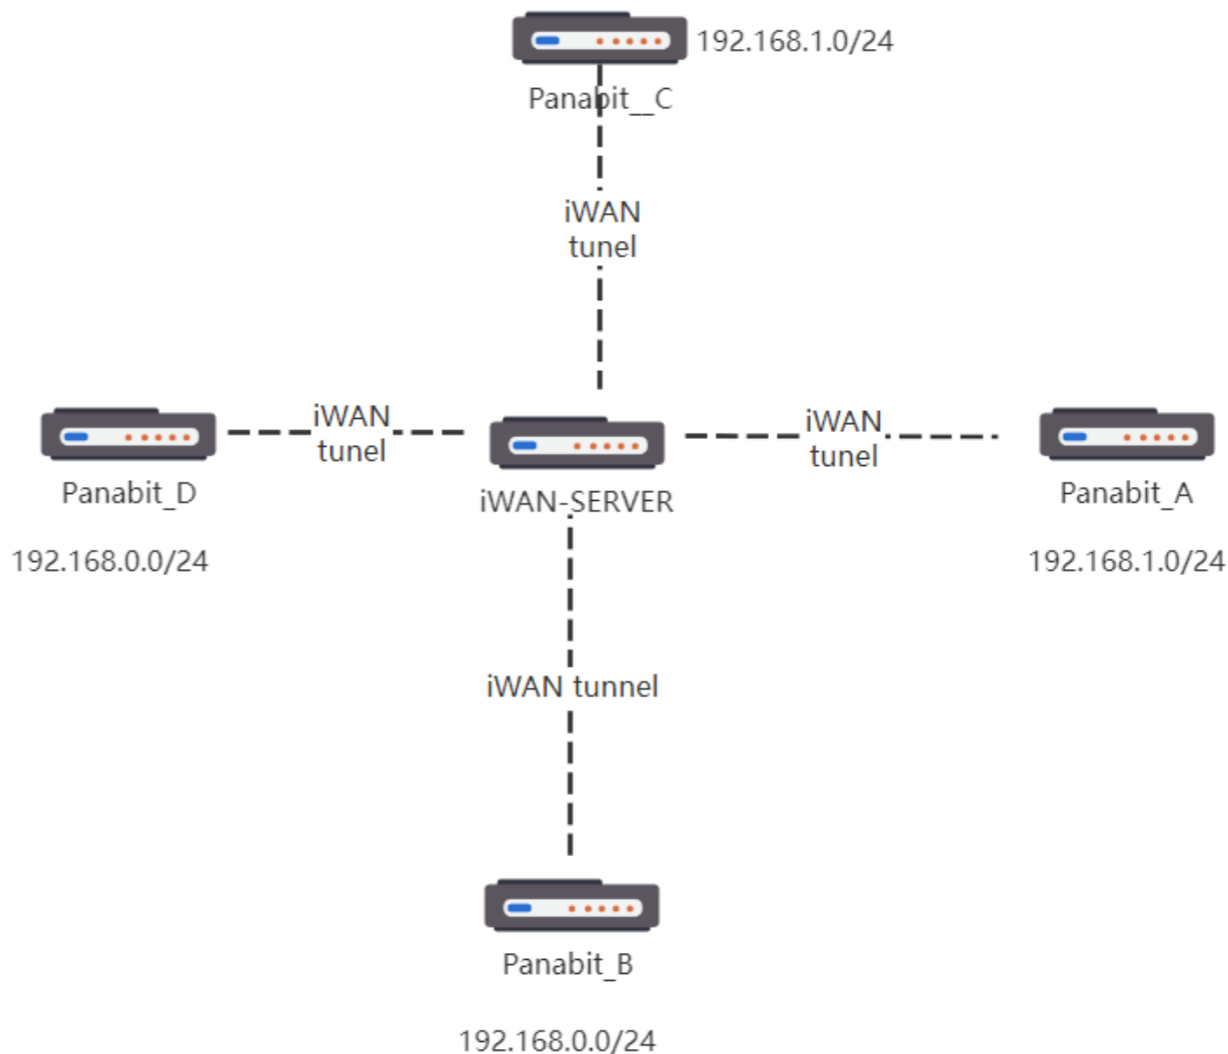 192.168.1.0/24
Panabit__C
iWAN
tunel
iWAN
tunel
iWAN
tunel
Panabit_D
iWAN-SERVER
Panabit_A
192.168.0.0/24
192.168.1.0/24
iWAN tunnel
Panabit_B
192.168.0.0/24